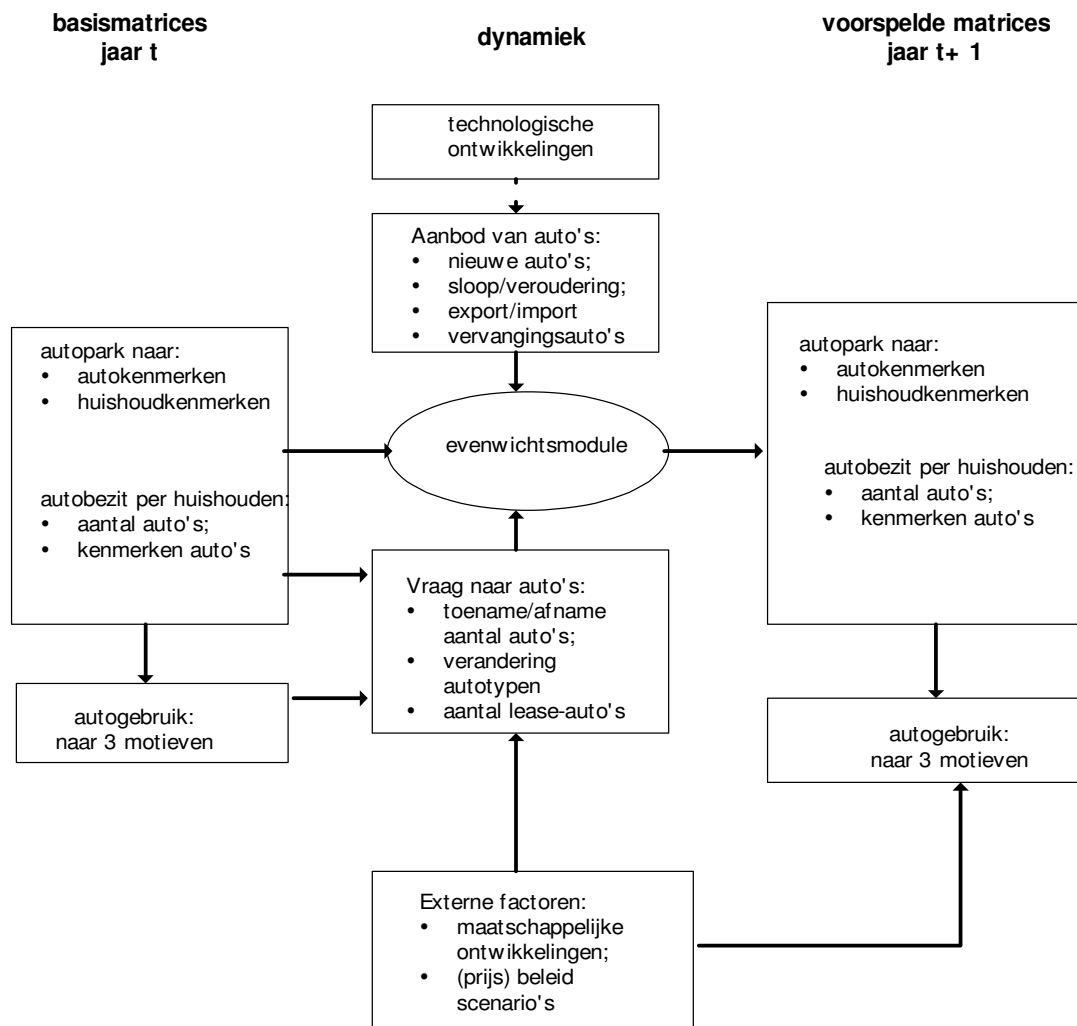 basismatrices
jaar t
dynamiek
voorspelde matrices
jaar t+ 1
technologische
ontwikkelingen
Aanbod van auto's:
• nieuwe auto's;
• sloop/veroudering;
• export/import
• vervangingsauto's
autopark naar:
• autokenmerken
• huishoudkenmerken
autobezit per huishouden:
• aantal auto's;
• kenmerken auto's
evenwichtsmodule
autopark naar:
• autokenmerken
• huishoudkenmerken
autobezit per huishouden:
• aantal auto's;
• kenmerken auto's
Vraag naar auto's:
• toename/afname
aantal auto's;
• verandering
autotypen
• aantal lease-auto's
autogebruik:
naar 3 motieven
autogebruik:
naar 3 motieven
Externe factoren:
• maatschappelijke
ontwikkelingen;
• (prijs) beleid
scenario's